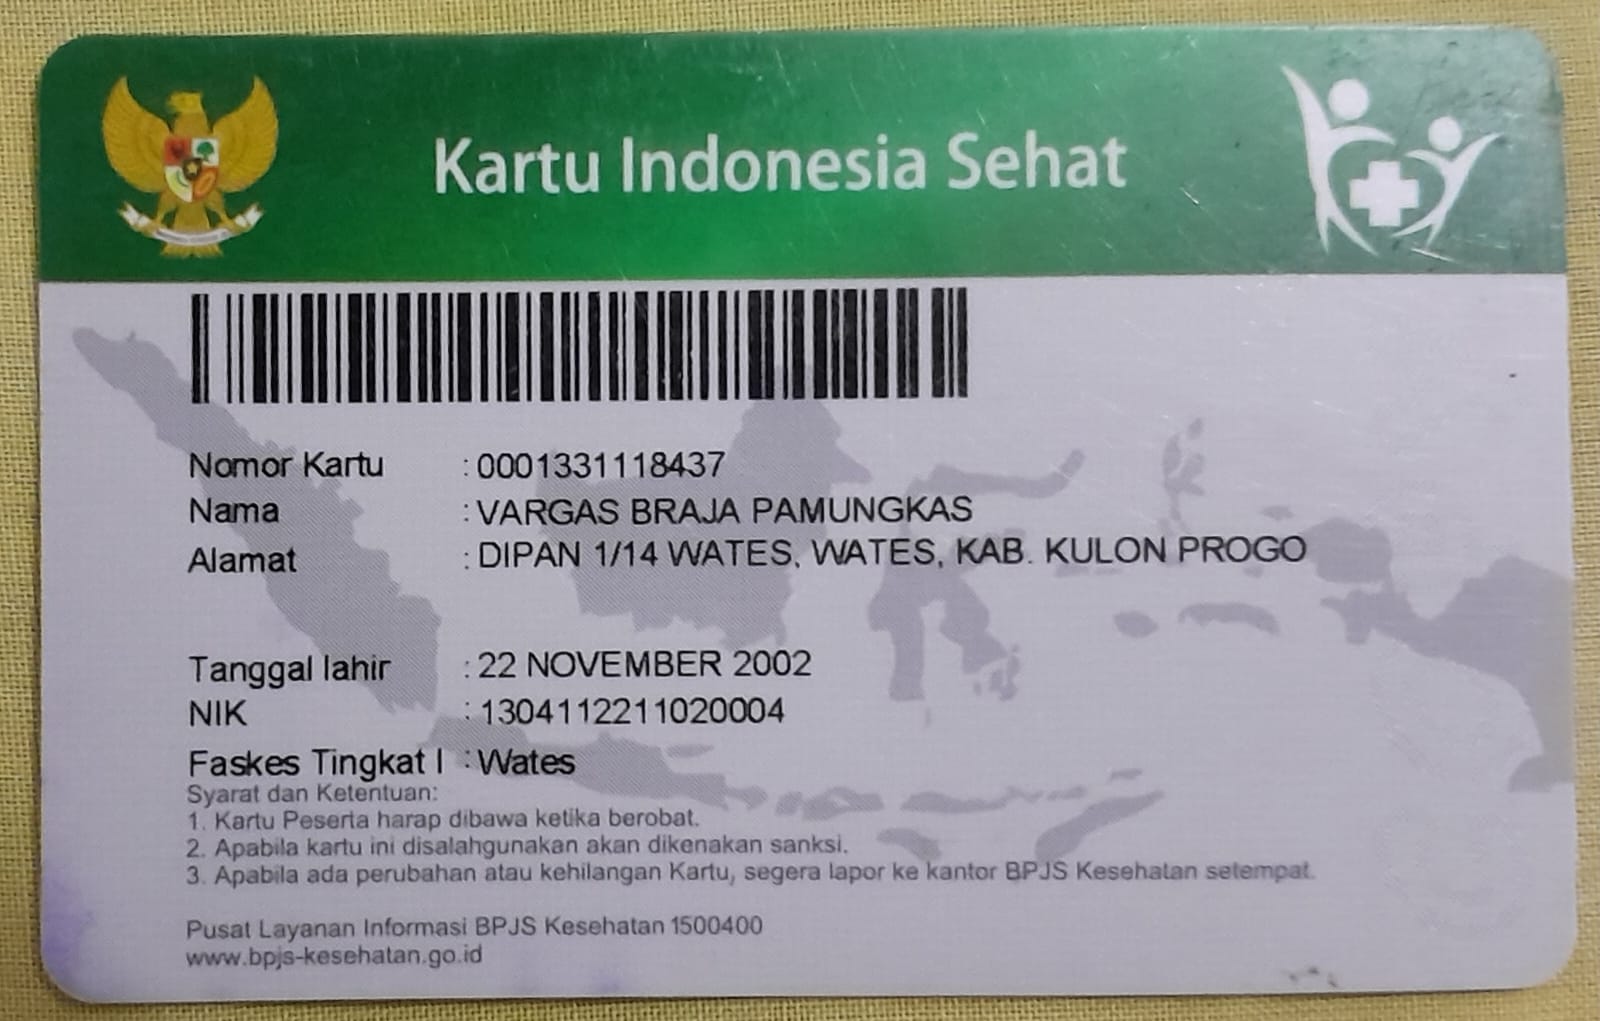 Kartu Indonesia Sehat
Nomor Kartu : 0001331118437
Nama : VARGAS BRAJA PAMUNGKAS
Alamat : DIPAN 1/14 WATES, WATES, KAB. KULON PROGO
Tanggal lahir : 22 NOVEMBER 2002
NIK : 1304112211020004
Faskes Tingkat I : Wates
Syarat dan Ketentuan:
1. Kartu Peserta harap dibawa ketika berobat.
2. Apabila kartu ini disalahgunakan akan dikenakan sanksi.
3. Apabila ada perubahan atau kehilangan Kartu, segera lapor ke kantor BPJS Kesehatan setempat.
Pusat Layanan Informasi BPJS Kesehatan 1500400
www.bpjs-kesehatan.go.id